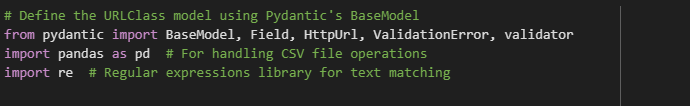 # Define the URLClass model using Pydantic's BaseModel
from pydantic import BaseModel, Field, HttpUrl, ValidationError, validator
import pandas as pd  # For handling CSV file operations
import re  # Regular expressions library for text matching